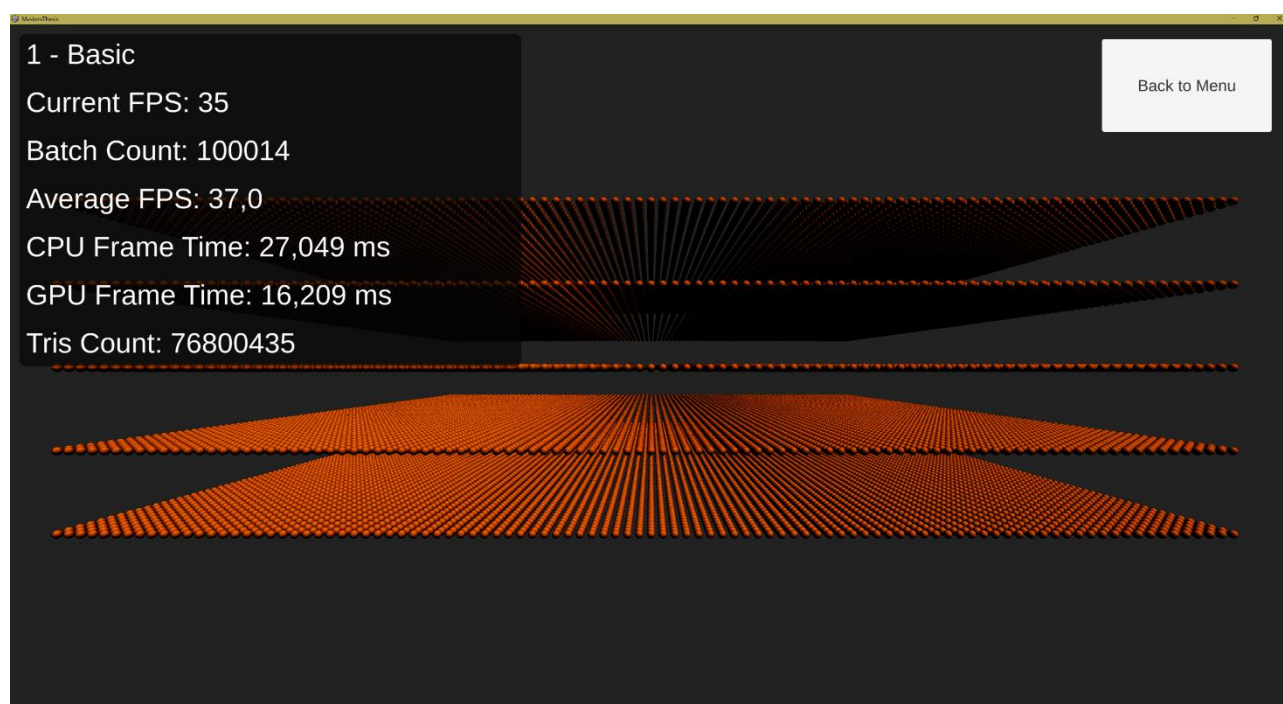 MastersThesis
1 - Basic
Back to Menu
Current FPS: 35
Batch Count: 100014
Average FPS: 37,0
CPU Frame Time: 27,049 ms
GPU Frame Time: 16,209 ms
Tris Count: 76800435